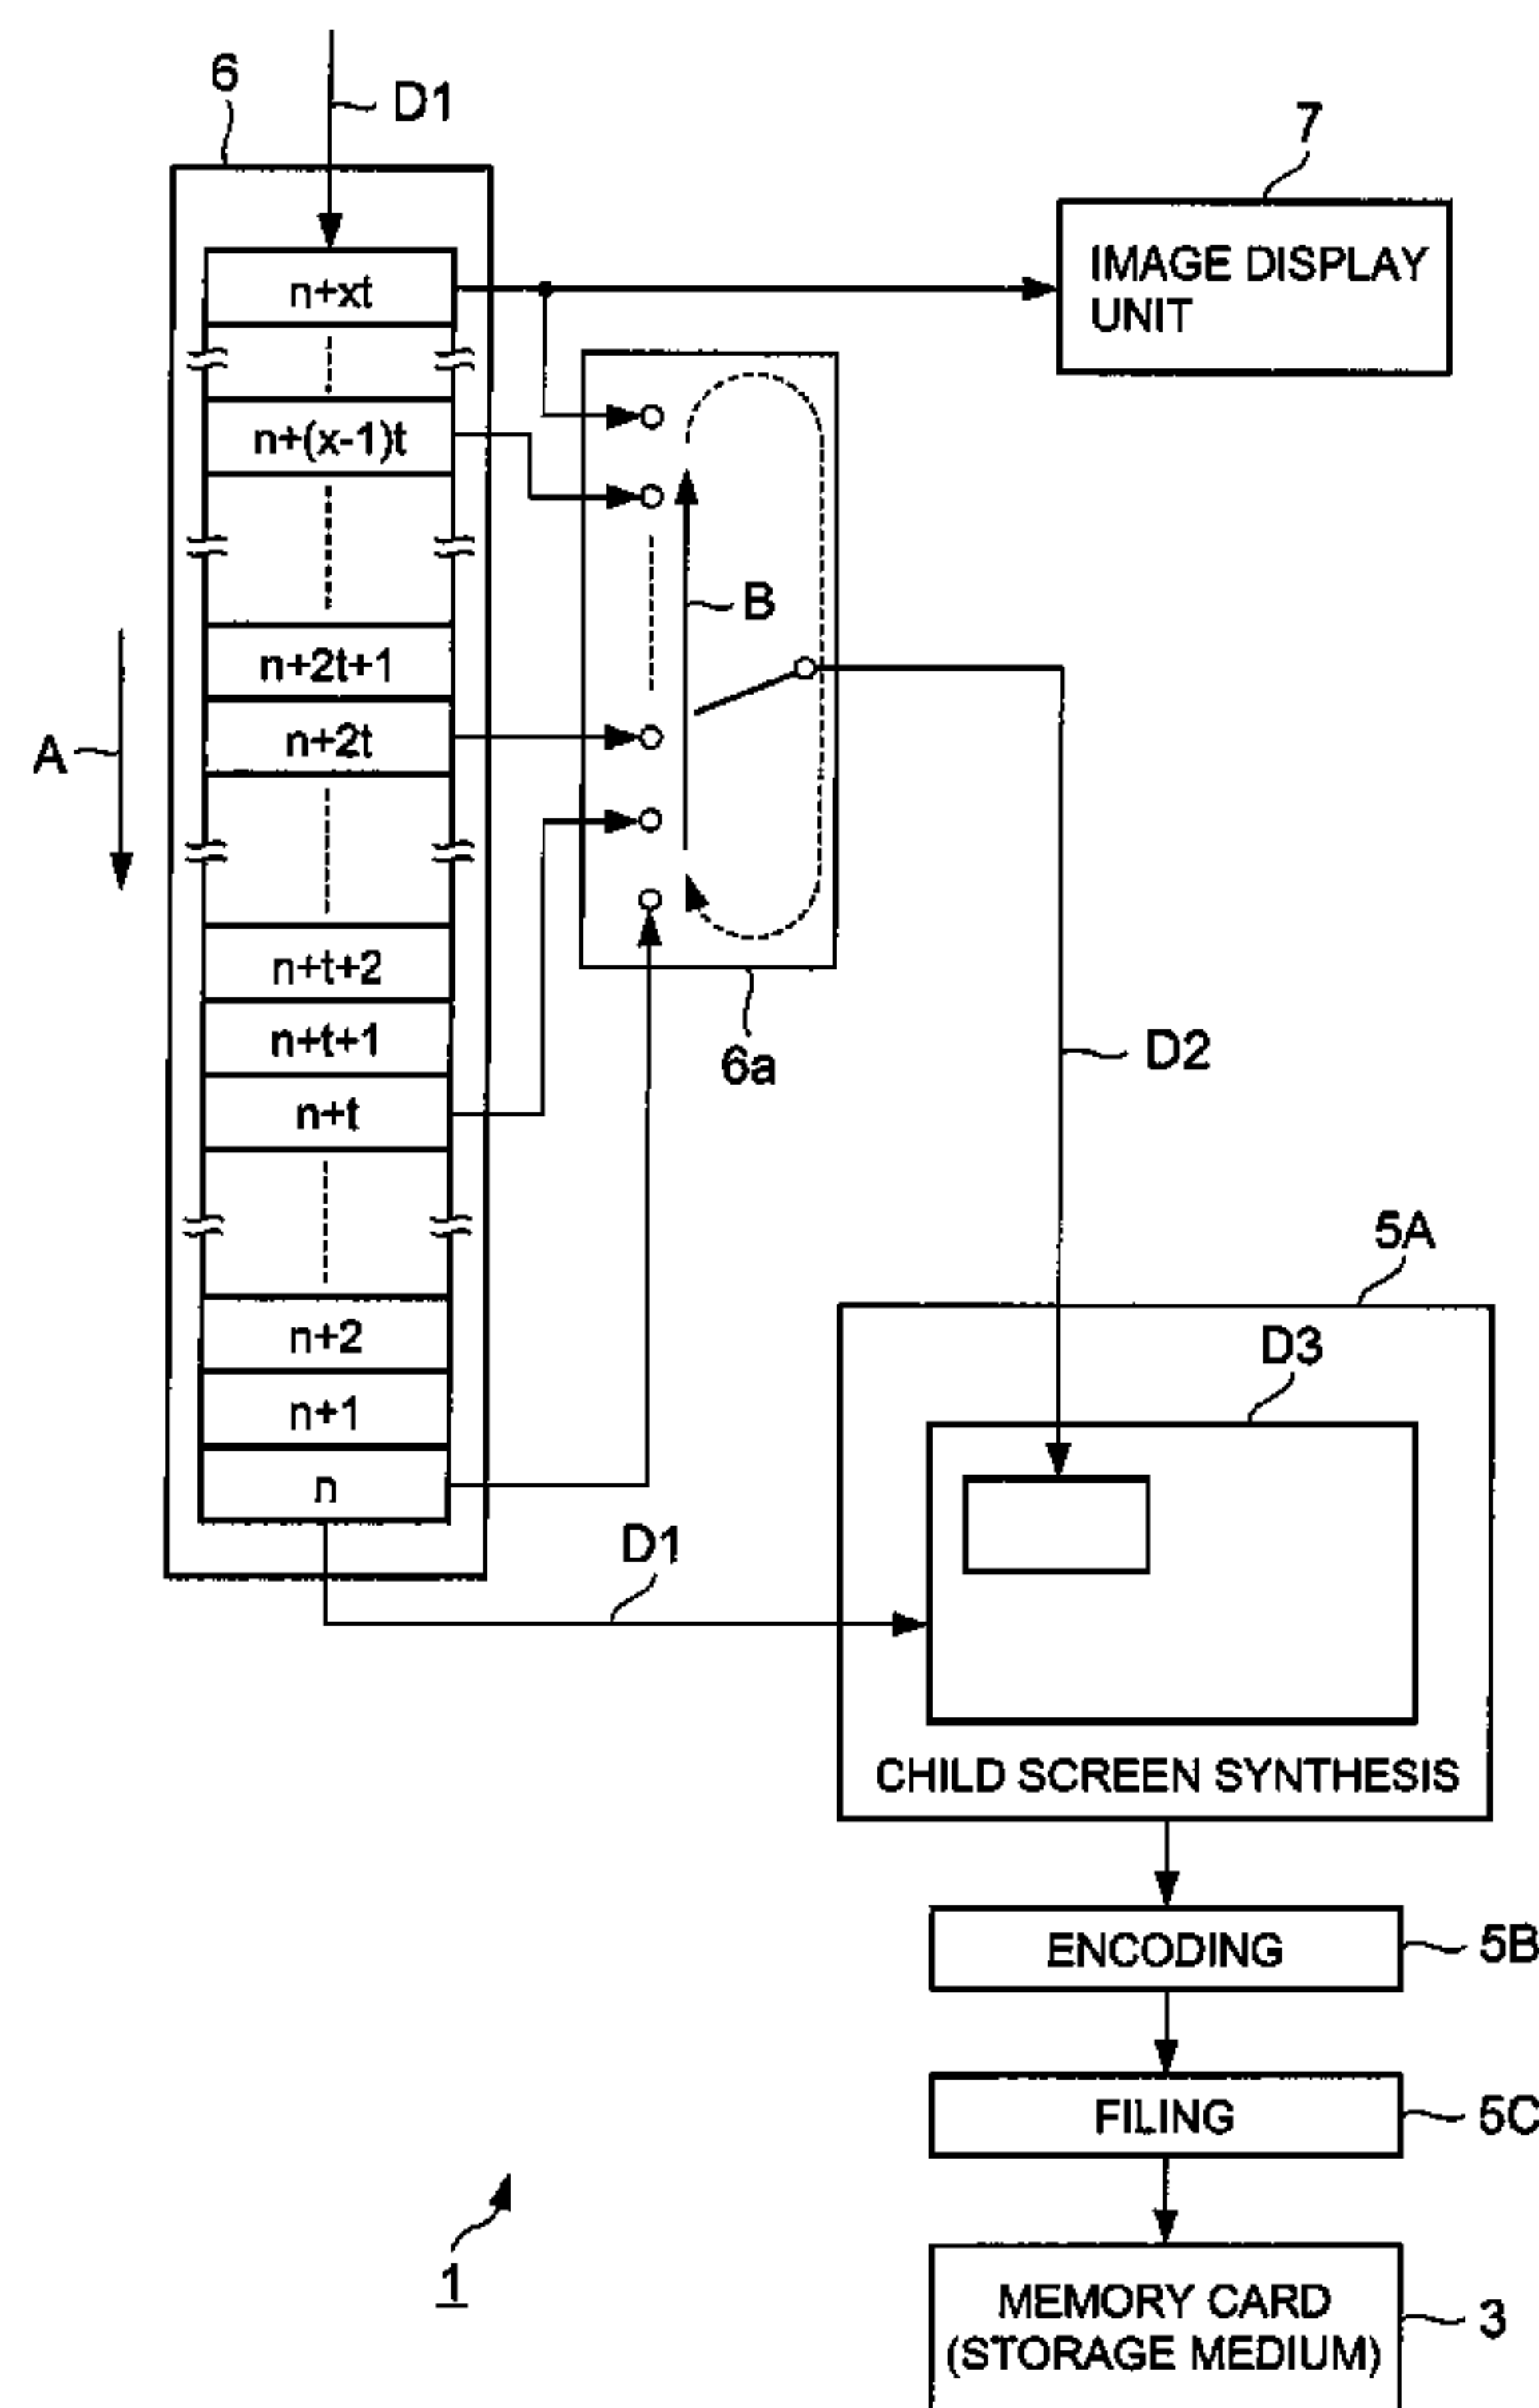 6
D1
7
IMAGE DISPLAY
UNIT
n+xt
n+(x-1)t
B
n+2t+1
n+2t
A
n+t+2
n+t+1
n+t
6a
D2
5A
D3
n+2
n+1
n
D1
CHILD SCREEN SYNTHESIS
ENCODING
5B
FILING
5C
1
MEMORY CARD
(STORAGE MEDIUM)
3